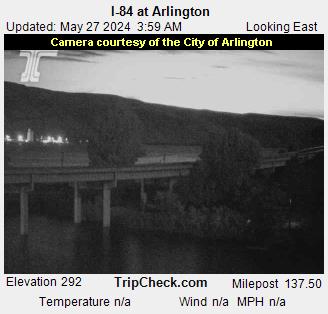 I-84 at Arlington
Updated: May 27 2024 3:59 AM Looking East
Camera courtesy of the City of Arlington
Elevation 292 TripCheck.com Milepost 137.50
Temperature n/a Wind n/a MPH n/a